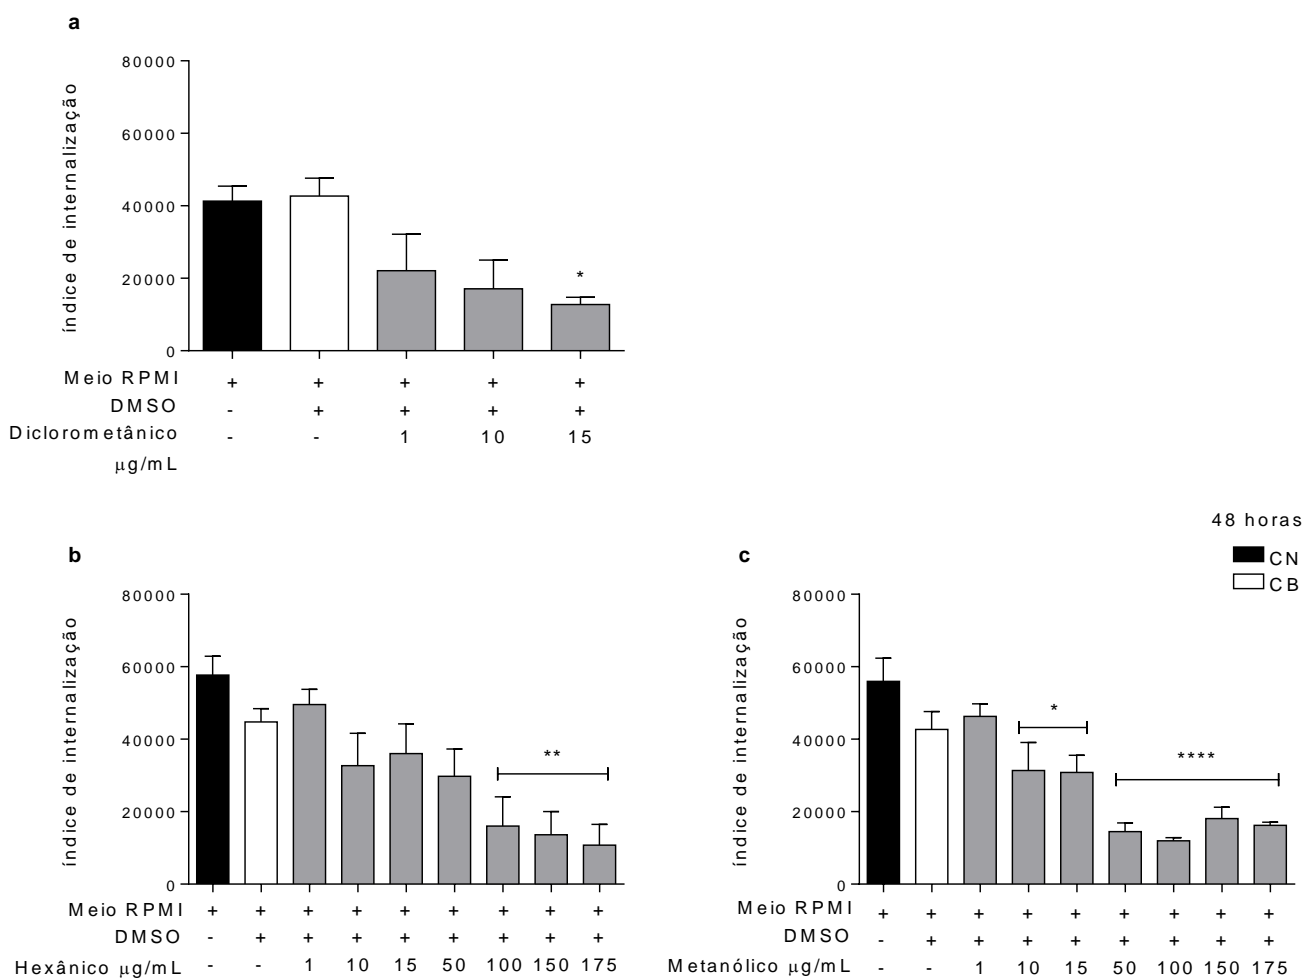 a
80000
60000
40000
20000
0
índice de internalização
*
Meio RPMI + + + + +
DMSO - + + + +
Diclorometânico - - 1 10 15
µg/mL
48 horas
CN
CB
b
80000
60000
40000
20000
0
índice de internalização
**
Meio RPMI + + + + + + + + +
DMSO - + + + + + + + +
Hexânico µg/mL - - 1 10 15 50 100 150 175
c
80000
60000
40000
20000
0
índice de internalização
*
****
Meio RPMI + + + + + + + + +
DMSO - + + + + + + + +
Metanólico µg/mL - - 1 10 15 50 100 150 175